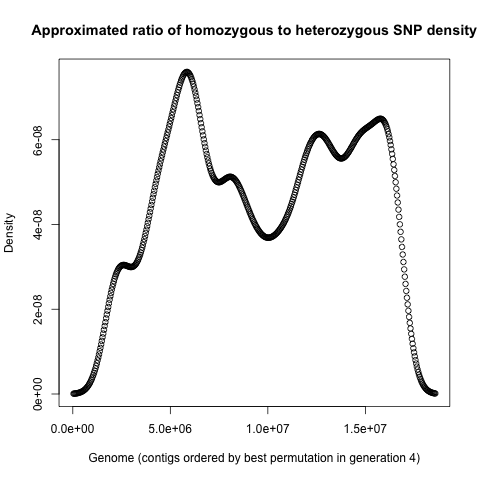 Approximated ratio of homozygous to heterozygous SNP density
Density
6e-08
4e-08
2e-08
0e+00
0.0e+00 5.0e+06 1.0e+07 1.5e+07
Genome (contigs ordered by best permutation in generation 4)